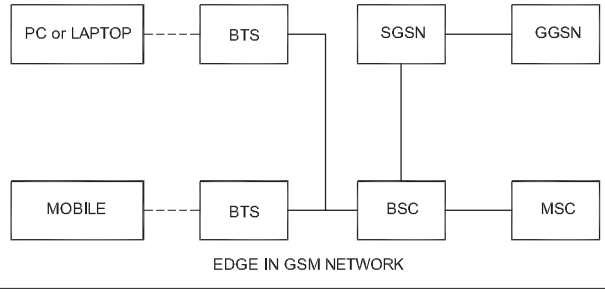 PC or LAPTOP
BTS
SGSN
GGSN
MOBILE
BTS
BSC
MSC
EDGE IN GSM NETWORK